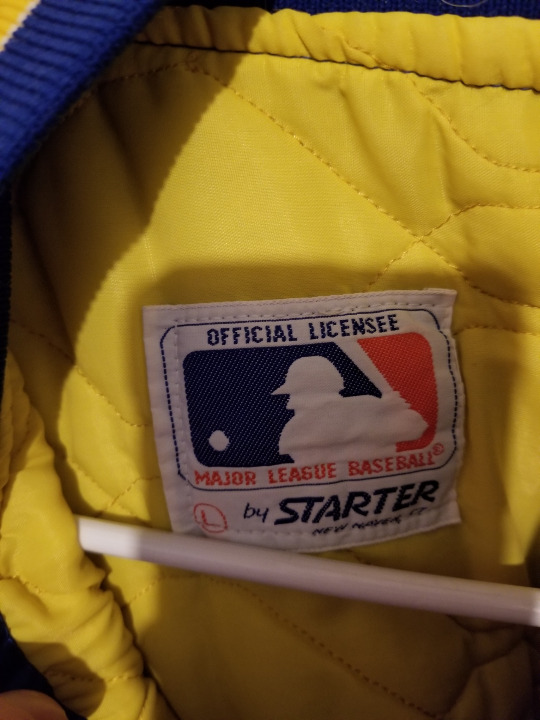 OFFICIAL LICENSEE
MAJOR LEAGUE BASEBALL®
L by STARTER
NEW HAVEN, CT